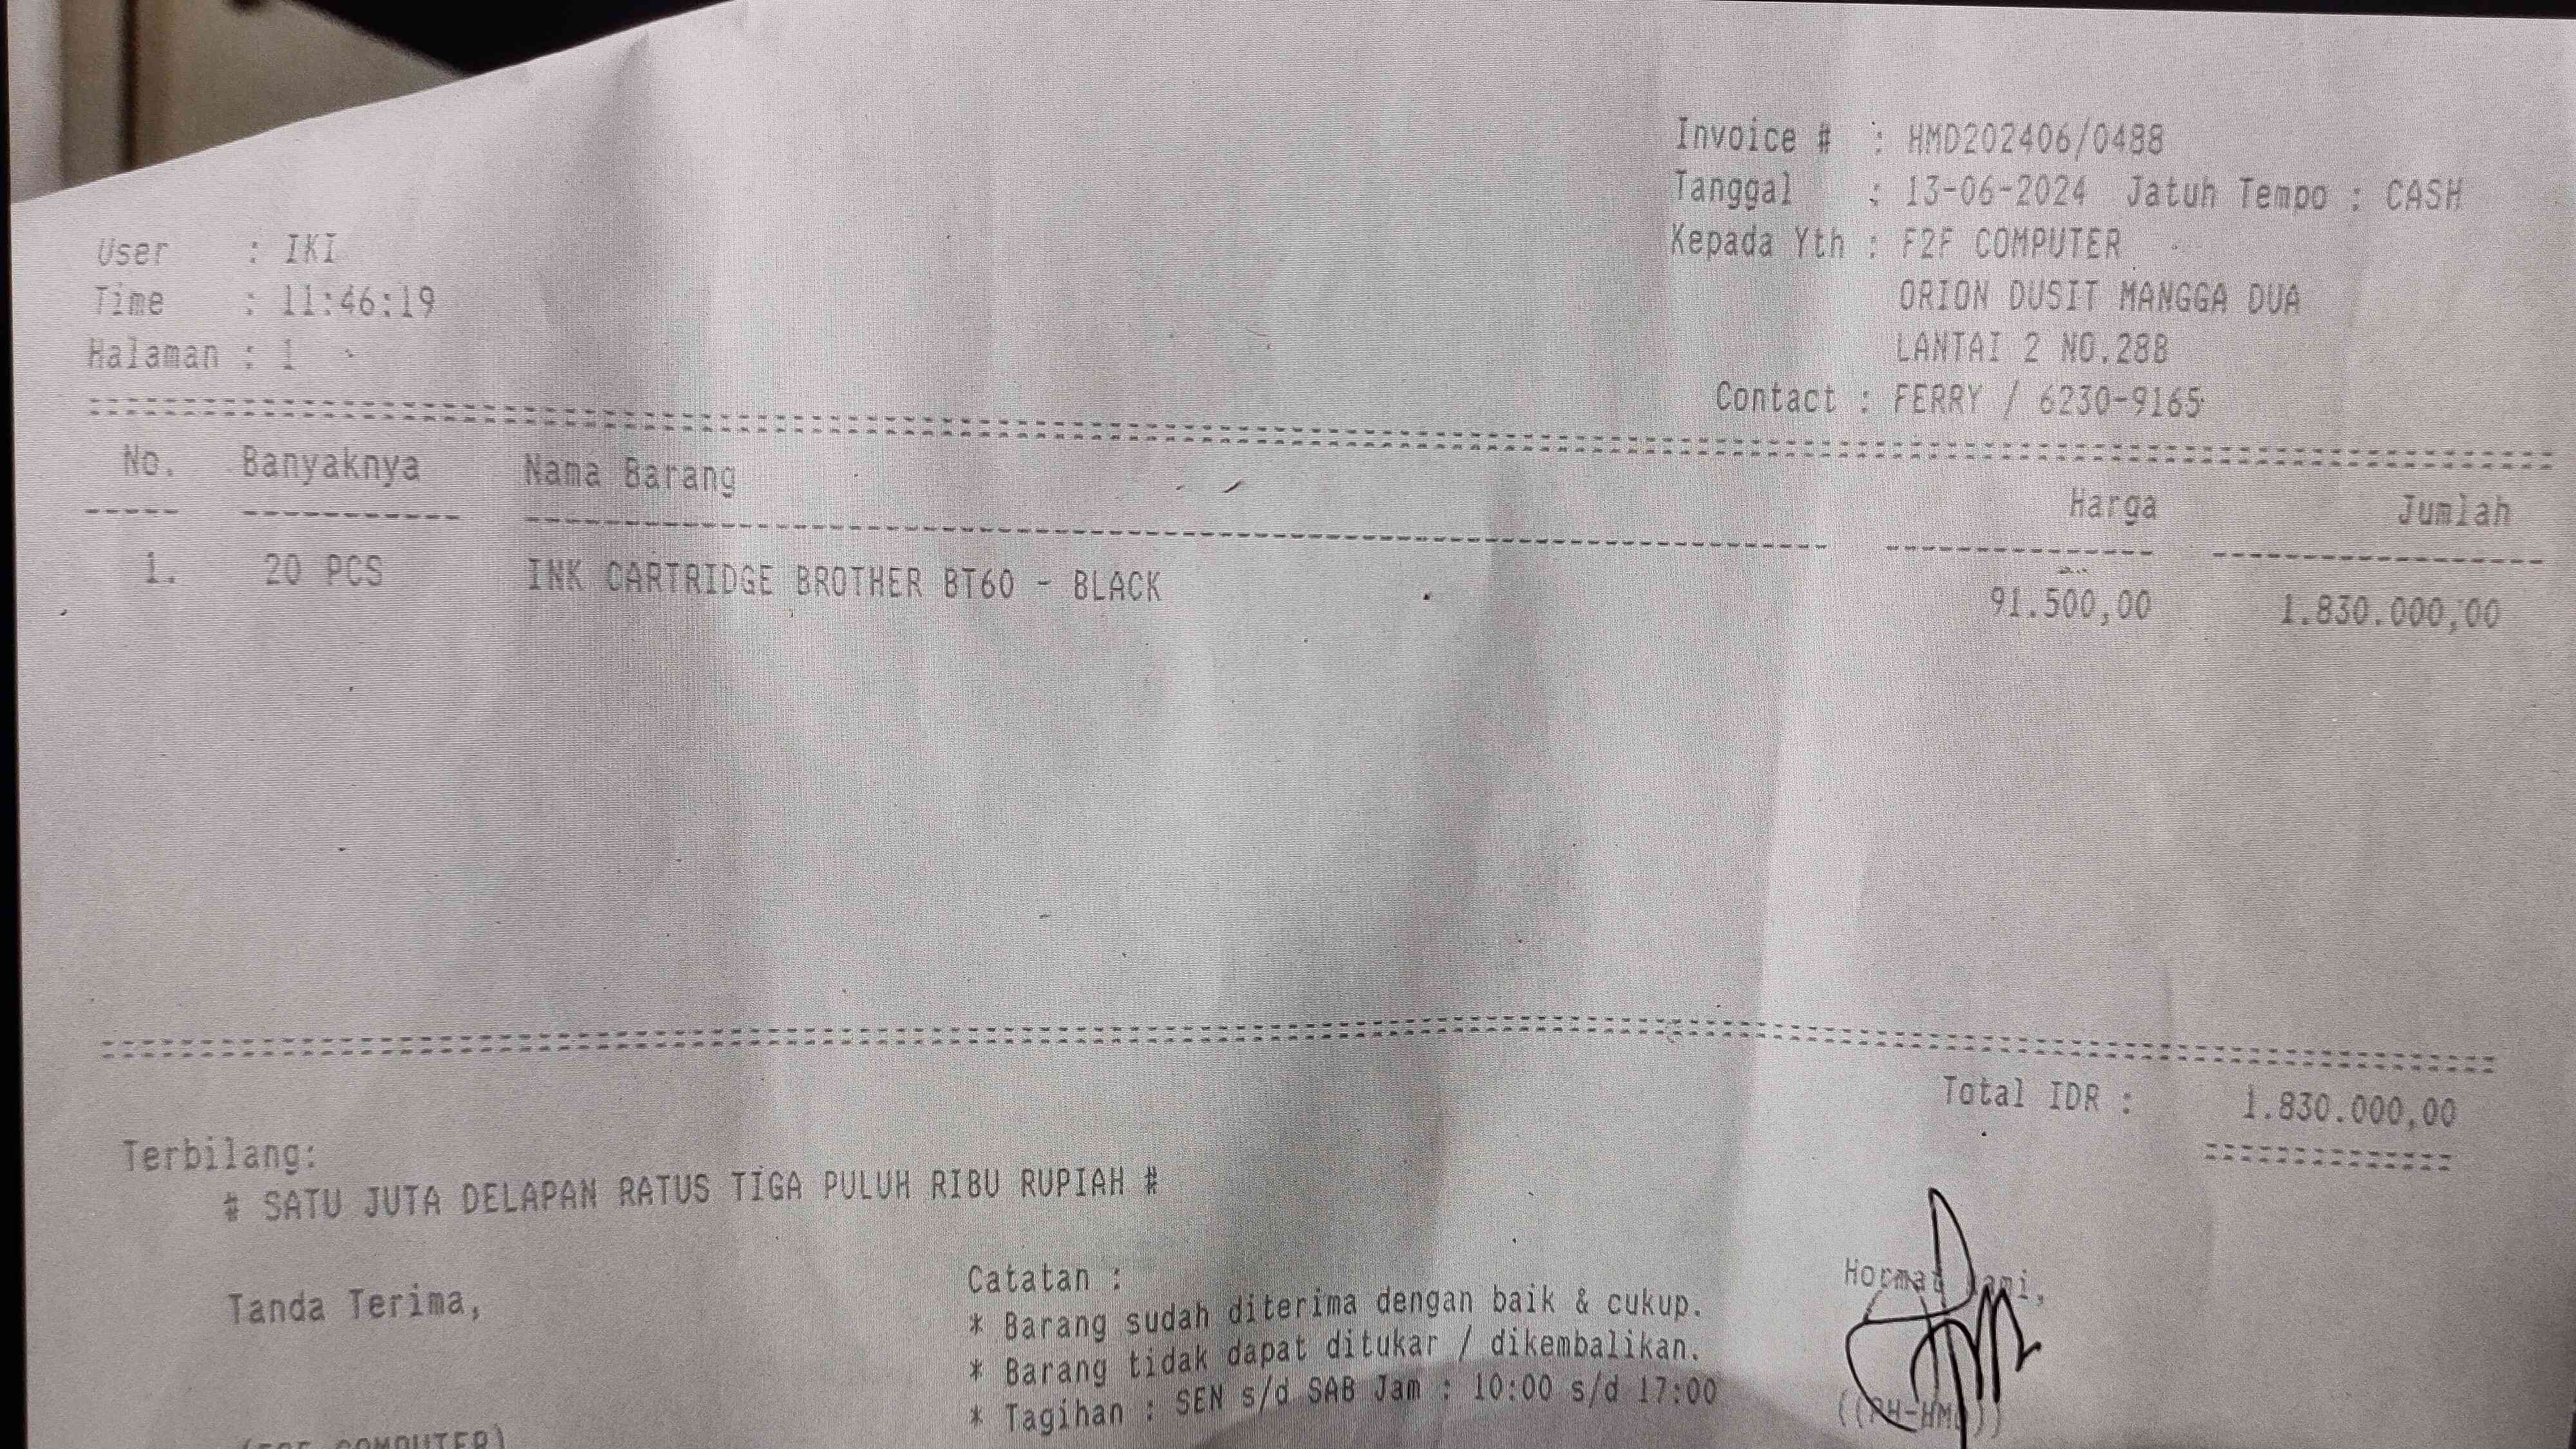 Invoice # : HMD202406/0488
Tanggal : 13-06-2024 Jatuh Tempo : CASH
Kepada Yth : F2F COMPUTER
ORION DUSIT MANGGA DUA
LANTAI 2 NO.288
Contact : FERRY / 6230-9165
User : IKI
Time : 11:46:19
Halaman : 1
No. Banyaknya Nama Barang Harga Jumlah
1. 20 PCS INK CARTRIDGE BROTHER BT60 - BLACK 91.500,00 1.830.000,00
Total IDR : 1.830.000,00
Terbilang:
# SATU JUTA DELAPAN RATUS TIGA PULUH RIBU RUPIAH #
Tanda Terima,
Catatan :
* Barang sudah diterima dengan baik & cukup.
* Barang tidak dapat ditukar / dikembalikan.
* Tagihan : SEN s/d SAB Jam : 10:00 s/d 17:00
Hormat Kami,
COMPUTER)